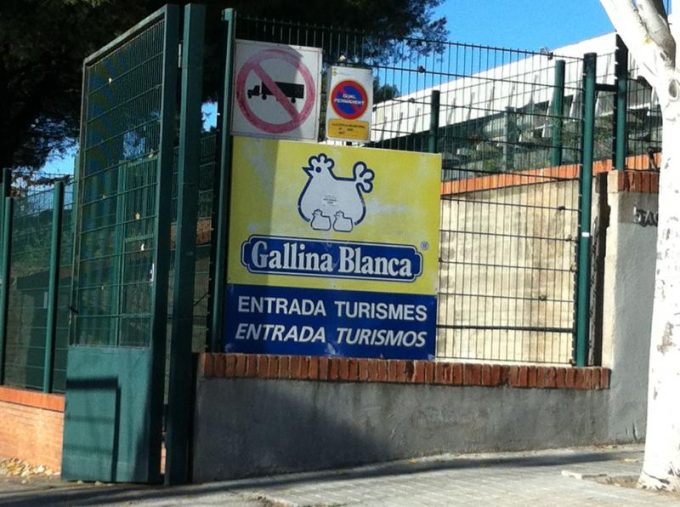 GUAL
PERMANENT
Gallina Blanca ®
ENTRADA TURISMES
ENTRADA TURISMOS